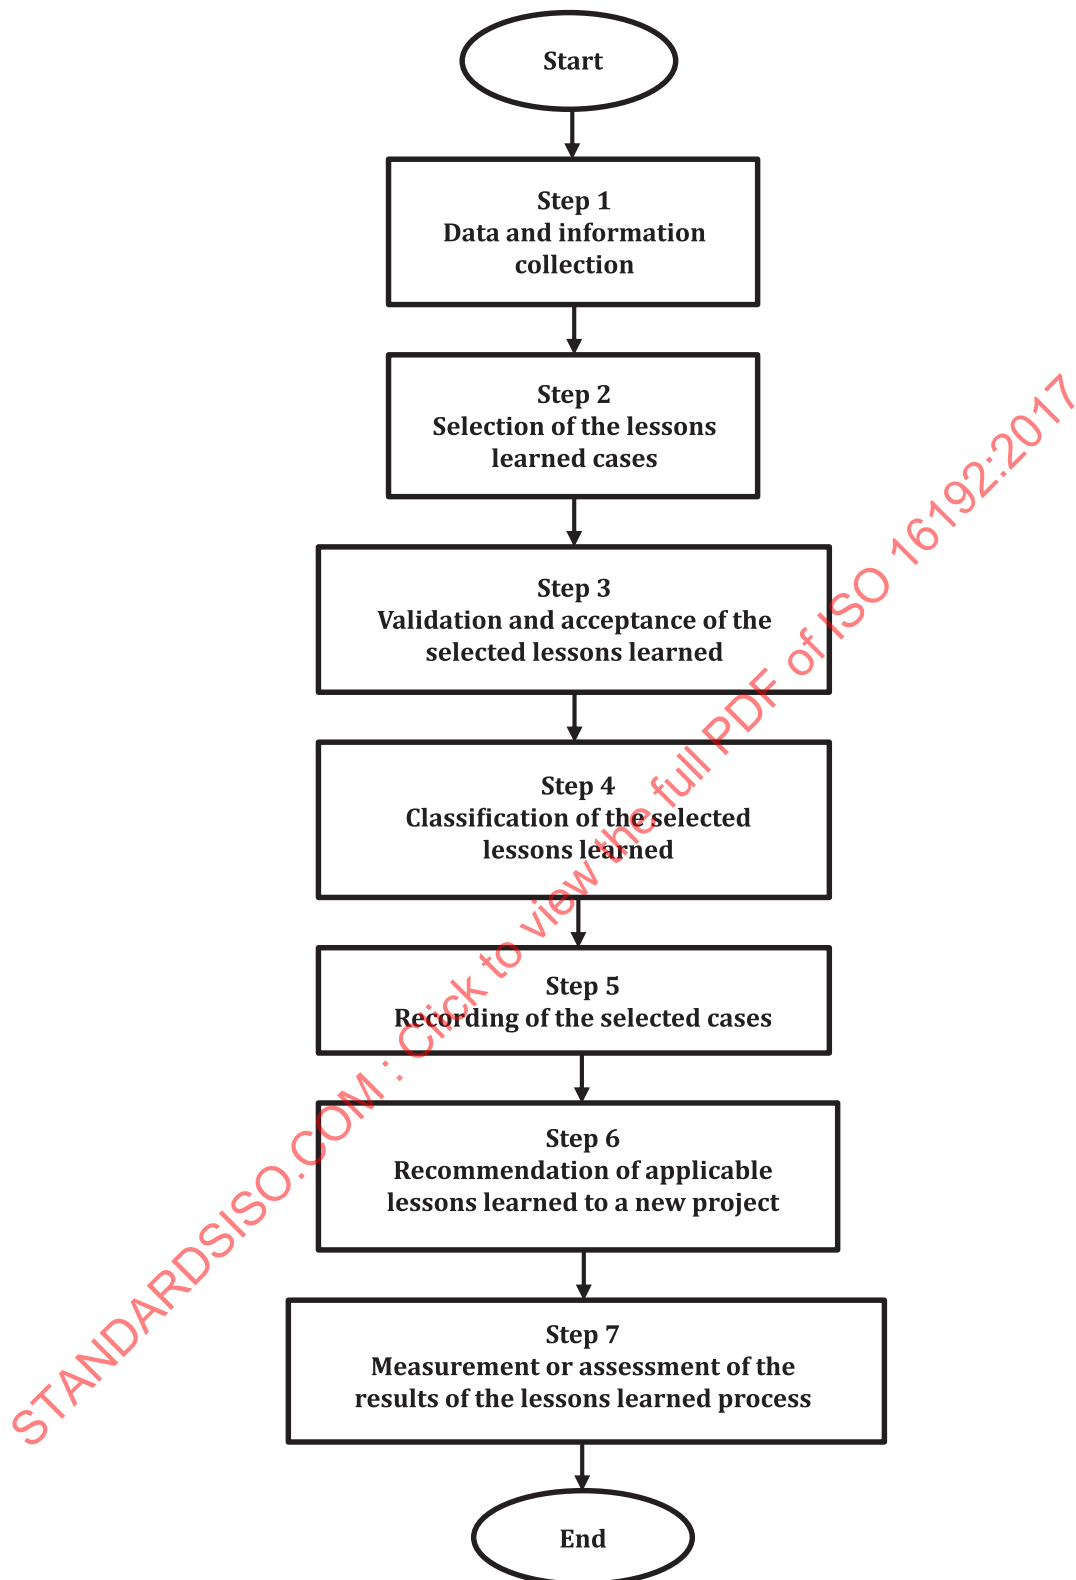 Start
Step 1
Data and information
collection
Step 2
Selection of the lessons
learned cases
Step 3
Validation and acceptance of the
selected lessons learned
Step 4
Classification of the selected
lessons learned
Step 5
Recording of the selected cases
Step 6
Recommendation of applicable
lessons learned to a new project
Step 7
Measurement or assessment of the
results of the lessons learned process
End
STANDARDSISO.COM : Click to view the full PDF of ISO 16192:2017